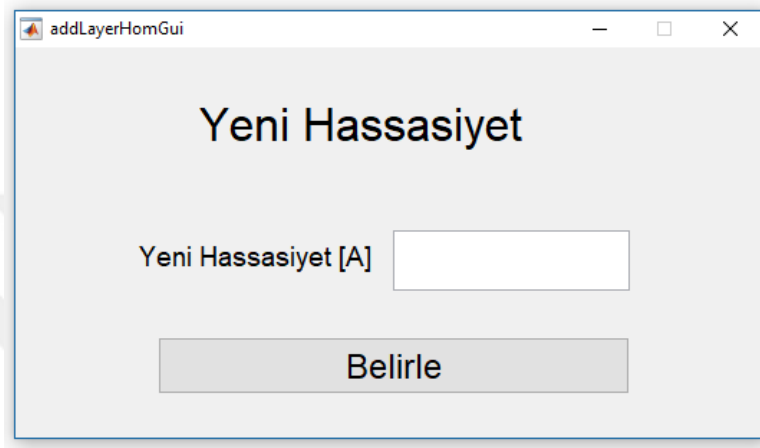 addLayerHomGui
Yeni Hassasiyet
Yeni Hassasiyet [A]
Belirle